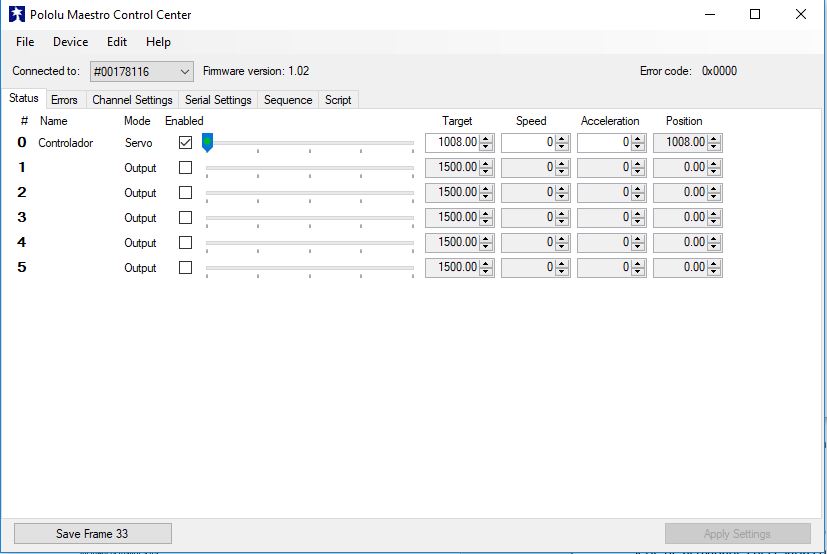 Pololu Maestro Control Center
File Device Edit Help
Connected to: #00178116 Firmware version: 1.02 Error code: 0x0000
Status Errors Channel Settings Serial Settings Sequence Script
# Name Mode Enabled Target Speed Acceleration Position
0 Controlador Servo 1008.00 0 0 1008.00
1 Output 1500.00 0 0 0.00
2 Output 1500.00 0 0 0.00
3 Output 1500.00 0 0 0.00
4 Output 1500.00 0 0 0.00
5 Output 1500.00 0 0 0.00
Save Frame 33 Apply Settings